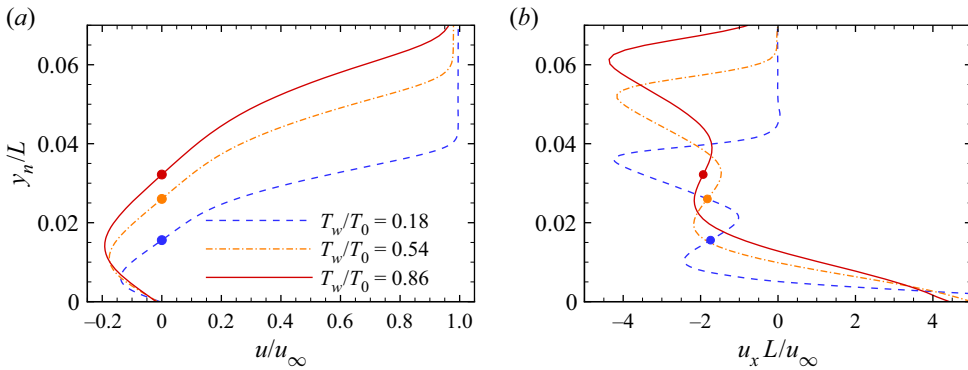 (a)
(b)
0.06
0.04
0.02
0
y_n/L
T_w/T_0 = 0.18
T_w/T_0 = 0.54
T_w/T_0 = 0.86
−0.2 0 0.2 0.4 0.6 0.8 1.0
u/u_∞
0.06
0.04
0.02
0
−4 −2 0 2 4
u_x L/u_∞